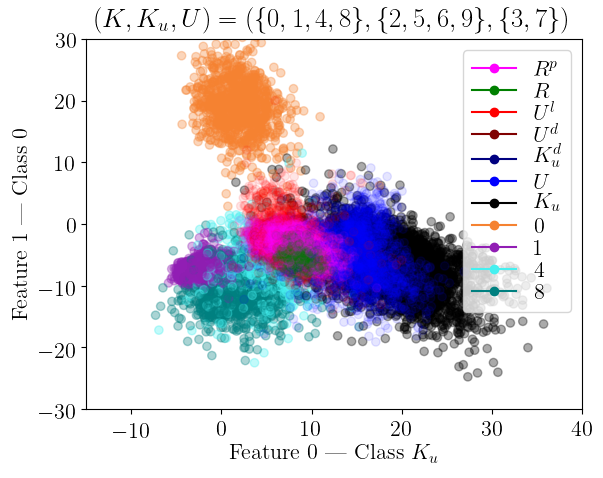 (K, K_u, U) = ({0, 1, 4, 8}, {2, 5, 6, 9}, {3, 7})
30
20
10
0
−10
−20
−30
Feature 1 — Class 0
R^p
R
U^l
U^d
K_u^d
U
K_u
0
1
4
8
−10
0
10
20
30
40
Feature 0 — Class K_u